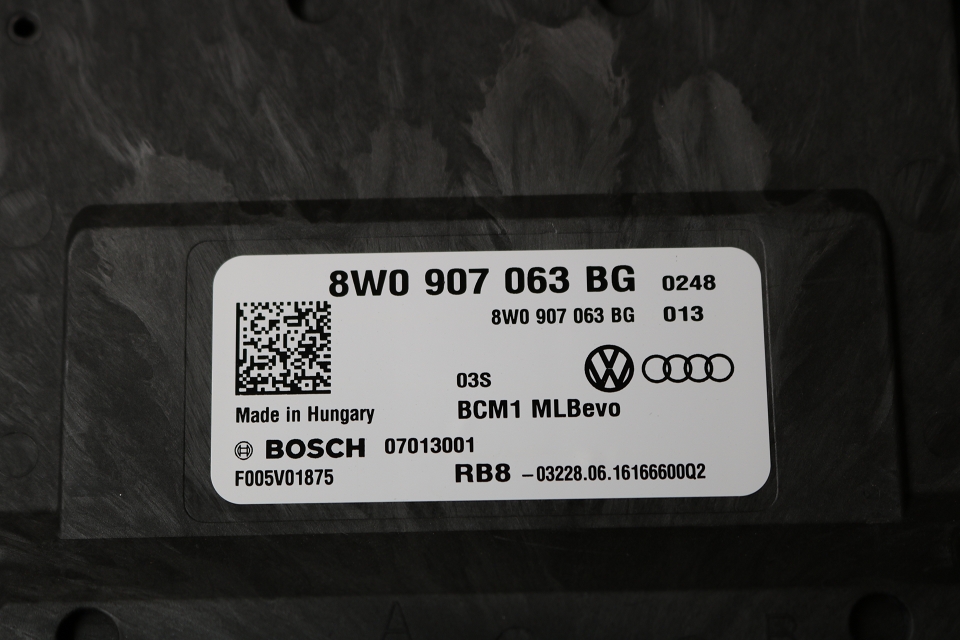 8W0 907 063 BG 0248
8W0 907 063 BG 013
03S
Made in Hungary BCM1 MLBevo
BOSCH 07013001
F005V01875 RB8 –03228.06.16166600Q2